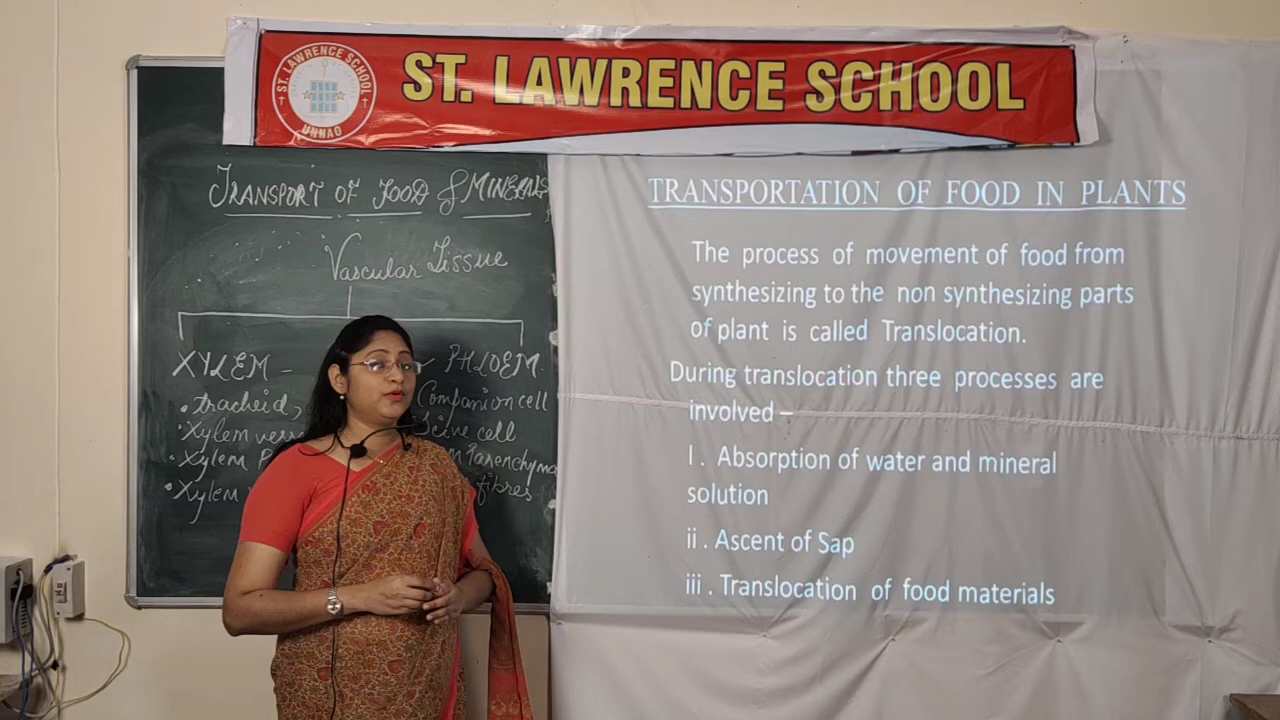 ST. LAWRENCE SCHOOL
ST. LAWRENCE SCHOOL
UNNAO
TRANSPORT OF FOOD & MINERALS
Vascular Tissue
XYLEM -
• tracheid,
• Xylem
• Xylem
• Xylem
PHLOEM
Companion cell
Seive cell
Parenchyma
fibres
TRANSPORTATION OF FOOD IN PLANTS
The process of movement of food from
synthesizing to the non synthesizing parts
of plant is called Translocation.
During translocation three processes are
involved –
I . Absorption of water and mineral
solution
ii . Ascent of Sap
iii . Translocation of food materials